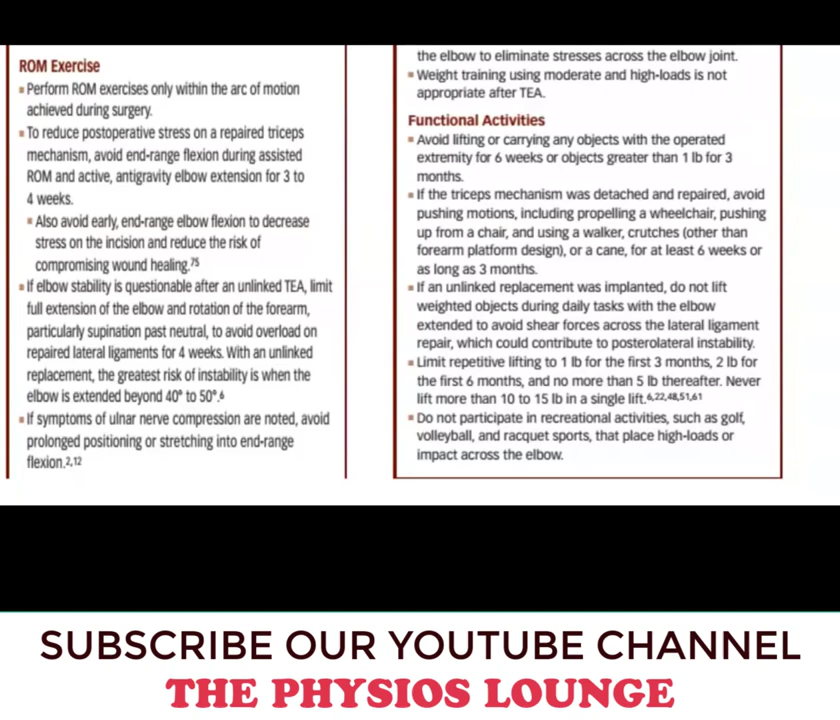 ROM Exercise
▪ Perform ROM exercises only within the arc of motion
achieved during surgery.
▪ To reduce postoperative stress on a repaired triceps
mechanism, avoid end-range flexion during assisted
ROM and active, antigravity elbow extension for 3 to
4 weeks.
▪ Also avoid early, end-range elbow flexion to decrease
stress on the incision and reduce the risk of
compromising wound healing.75
▪ If elbow stability is questionable after an unlinked TEA, limit
full extension of the elbow and rotation of the forearm,
particularly supination past neutral, to avoid overload on
repaired lateral ligaments for 4 weeks. With an unlinked
replacement, the greatest risk of instability is when the
elbow is extended beyond 40° to 50°.6
▪ If symptoms of ulnar nerve compression are noted, avoid
prolonged positioning or stretching into end-range
flexion.2,12
the elbow to eliminate stresses across the elbow joint.
▪ Weight training using moderate and high-loads is not
appropriate after TEA.
Functional Activities
▪ Avoid lifting or carrying any objects with the operated
extremity for 6 weeks or objects greater than 1 lb for 3
months.
▪ If the triceps mechanism was detached and repaired, avoid
pushing motions, including propelling a wheelchair, pushing
up from a chair, and using a walker, crutches (other than
forearm platform design), or a cane, for at least 6 weeks or
as long as 3 months.
▪ If an unlinked replacement was implanted, do not lift
weighted objects during daily tasks with the elbow
extended to avoid shear forces across the lateral ligament
repair, which could contribute to posterolateral instability.
▪ Limit repetitive lifting to 1 lb for the first 3 months, 2 lb for
the first 6 months, and no more than 5 lb thereafter. Never
lift more than 10 to 15 lb in a single lift.6,22,48,51,61
▪ Do not participate in recreational activities, such as golf,
volleyball, and racquet sports, that place high-loads or
impact across the elbow.
SUBSCRIBE OUR YOUTUBE CHANNEL
THE PHYSIOS LOUNGE